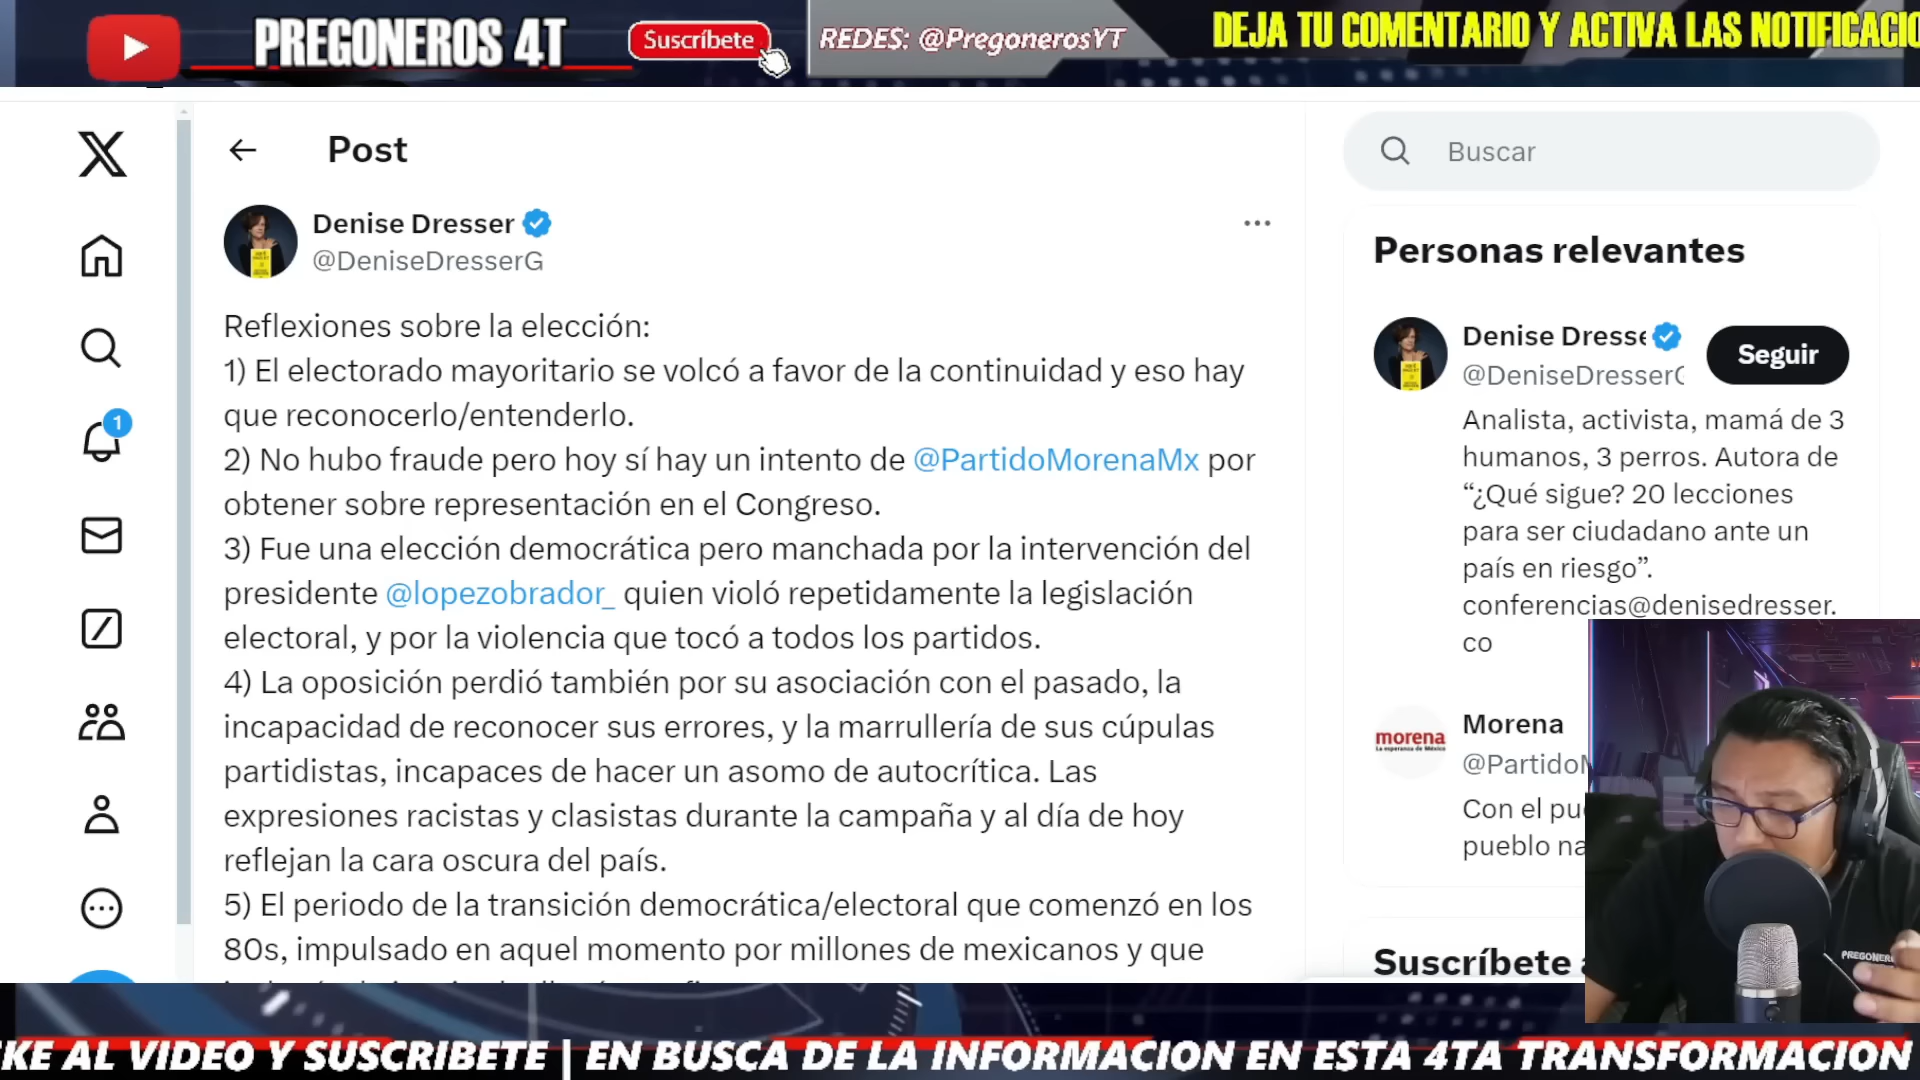 PREGONEROS 4T
Suscríbete
REDES: @PregonerosYT
DEJA TU COMENTARIO Y ACTIVA LAS
Post
Denise Dresser
@DeniseDresserG
Reflexiones sobre la elección:
1) El electorado mayoritario se volcó a favor de la continuidad y eso hay
que reconocerlo/entenderlo.
2) No hubo fraude pero hoy sí hay un intento de @PartidoMorenaMx por
obtener sobre representación en el Congreso.
3) Fue una elección democrática pero manchada por la intervención del
presidente @lopezobrador_ quien violó repetidamente la legislación
electoral, y por la violencia que tocó a todos los partidos.
4) La oposición perdió también por su asociación con el pasado, la
incapacidad de reconocer sus errores, y la marrullería de sus cúpulas
partidistas, incapaces de hacer un asomo de autocrítica. Las
expresiones racistas y clasistas durante la campaña y al día de hoy
reflejan la cara oscura del país.
5) El periodo de la transición democrática/electoral que comenzó en los
80s, impulsado en aquel momento por millones de mexicanos y que
1
Buscar
Personas relevantes
Denise
Seguir
Analista, activista, mamá de 3
humanos, 3 perros. Autora de
“¿Qué sigue? 20 lecciones
para ser ciudadano ante un
país en riesgo”.
conferencias@denisedresser.
co
morena
La esperanza de México
Morena
Con el
pueblo
Suscríbete
AL VIDEO Y SUSCRIBETE | EN BUSCA DE LA INFORMACION EN ESTA 4TA TRANSFORMACION